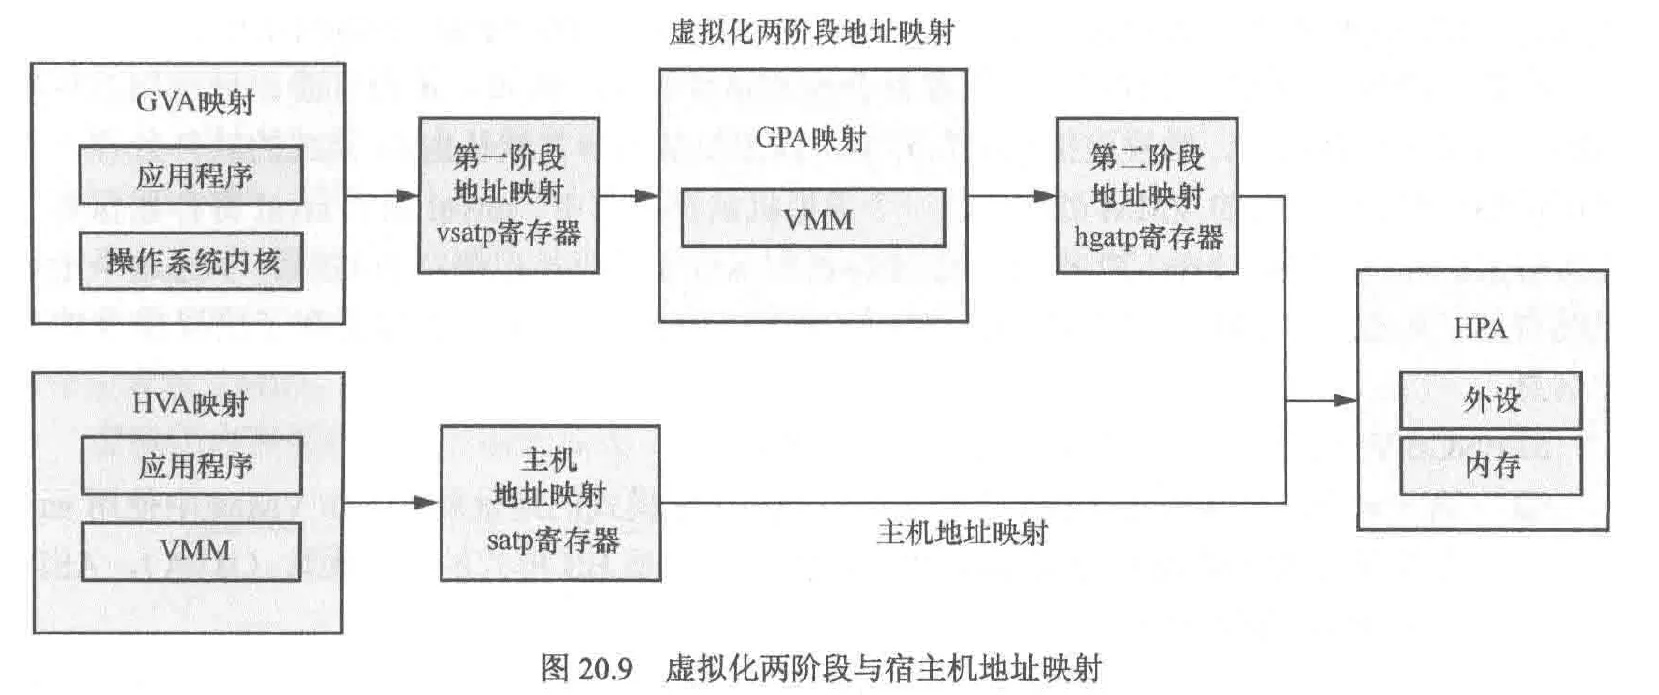 虚拟化两阶段地址映射
GVA映射
应用程序
操作系统内核
第一阶段
地址映射
vsatp寄存器
GPA映射
VMM
第二阶段
地址映射
hgatp寄存器
HVA映射
应用程序
VMM
主机
地址映射
satp寄存器
主机地址映射
HPA
外设
内存
图 20.9 虚拟化两阶段与宿主机地址映射